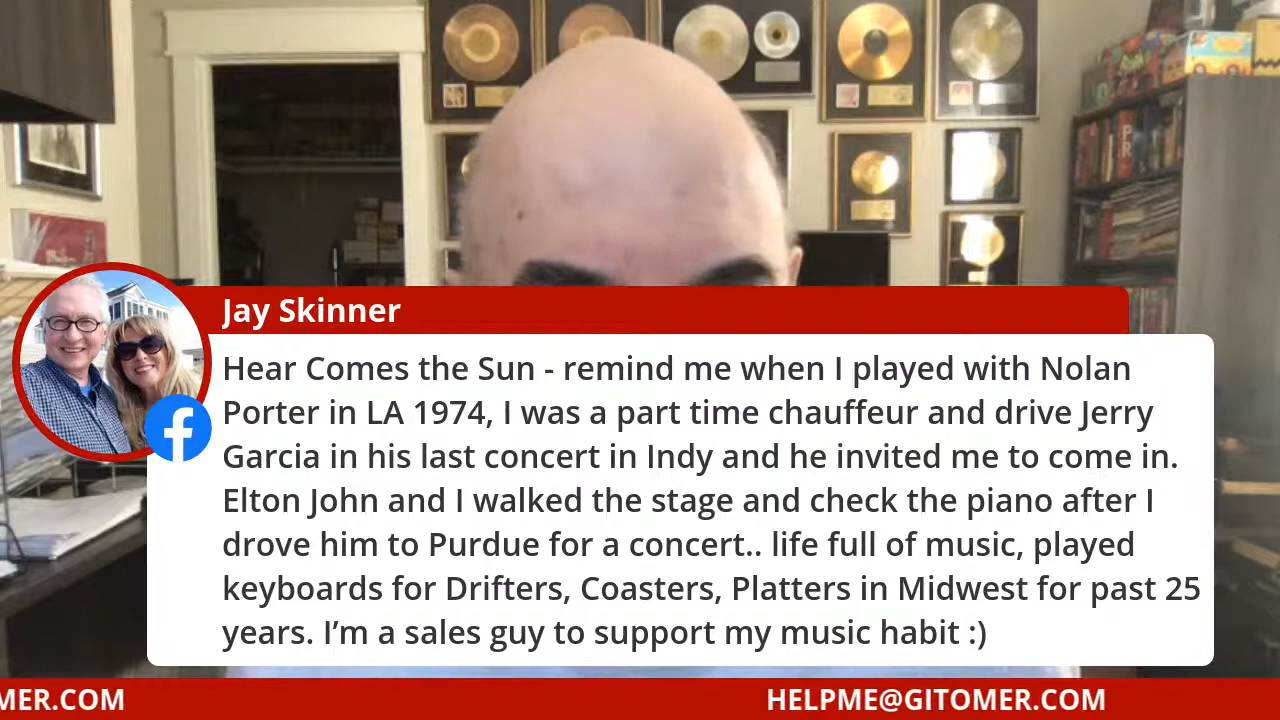 Jay Skinner
Hear Comes the Sun - remind me when I played with Nolan
Porter in LA 1974, I was a part time chauffeur and drive Jerry
Garcia in his last concert in Indy and he invited me to come in.
Elton John and I walked the stage and check the piano after I
drove him to Purdue for a concert.. life full of music, played
keyboards for Drifters, Coasters, Platters in Midwest for past 25
years. I’m a sales guy to support my music habit :)
MER.COM HELPME@GITOMER.COM